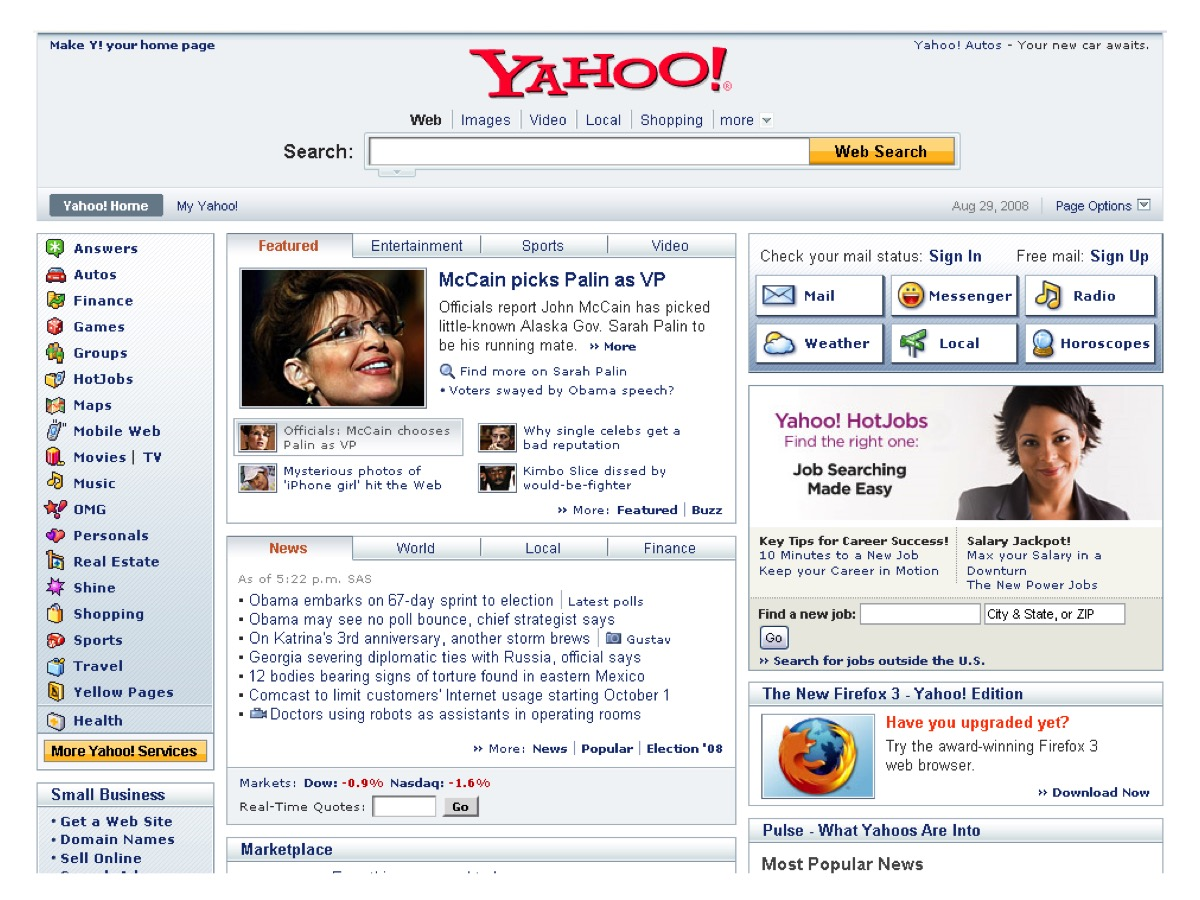 Make Y! your home page
YAHOO!®
Yahoo! Autos - Your new car awaits.
Web | Images | Video | Local | Shopping | more
Search:
Web Search
Yahoo! Home
My Yahoo!
Aug 29, 2008 | Page Options
Answers
Autos
Finance
Games
Groups
HotJobs
Maps
Mobile Web
Movies | TV
Music
OMG
Personals
Real Estate
Shine
Shopping
Sports
Travel
Yellow Pages
Health
More Yahoo! Services
Small Business
• Get a Web Site
• Domain Names
• Sell Online
Featured | Entertainment | Sports | Video
McCain picks Palin as VP
Officials report John McCain has picked
little-known Alaska Gov. Sarah Palin to
be his running mate. » More
Find more on Sarah Palin
• Voters swayed by Obama speech?
Officials: McCain chooses
Palin as VP
Why single celebs get a
bad reputation
Mysterious photos of
'iPhone girl' hit the Web
Kimbo Slice dissed by
would-be-fighter
» More: Featured | Buzz
News | World | Local | Finance
As of 5:22 p.m. SAS
• Obama embarks on 67-day sprint to election | Latest polls
• Obama may see no poll bounce, chief strategist says
• On Katrina's 3rd anniversary, another storm brews | Gustav
• Georgia severing diplomatic ties with Russia, official says
• 12 bodies bearing signs of torture found in eastern Mexico
• Comcast to limit customers' Internet usage starting October 1
• Doctors using robots as assistants in operating rooms
» More: News | Popular | Election '08
Markets: Dow: -0.9% Nasdaq: -1.6%
Real-Time Quotes: Go
Marketplace
Check your mail status: Sign In
Free mail: Sign Up
Mail
Messenger
Radio
Weather
Local
Horoscopes
Yahoo! HotJobs
Find the right one:
Job Searching
Made Easy
Key Tips for Career Success!
10 Minutes to a New Job
Keep your Career in Motion
Salary Jackpot!
Max your Salary in a
Downturn
The New Power Jobs
Find a new job: City & State, or ZIP
Go
» Search for jobs outside the U.S.
The New Firefox 3 - Yahoo! Edition
Have you upgraded yet?
Try the award-winning Firefox 3
web browser.
» Download Now
Pulse - What Yahoos Are Into
Most Popular News